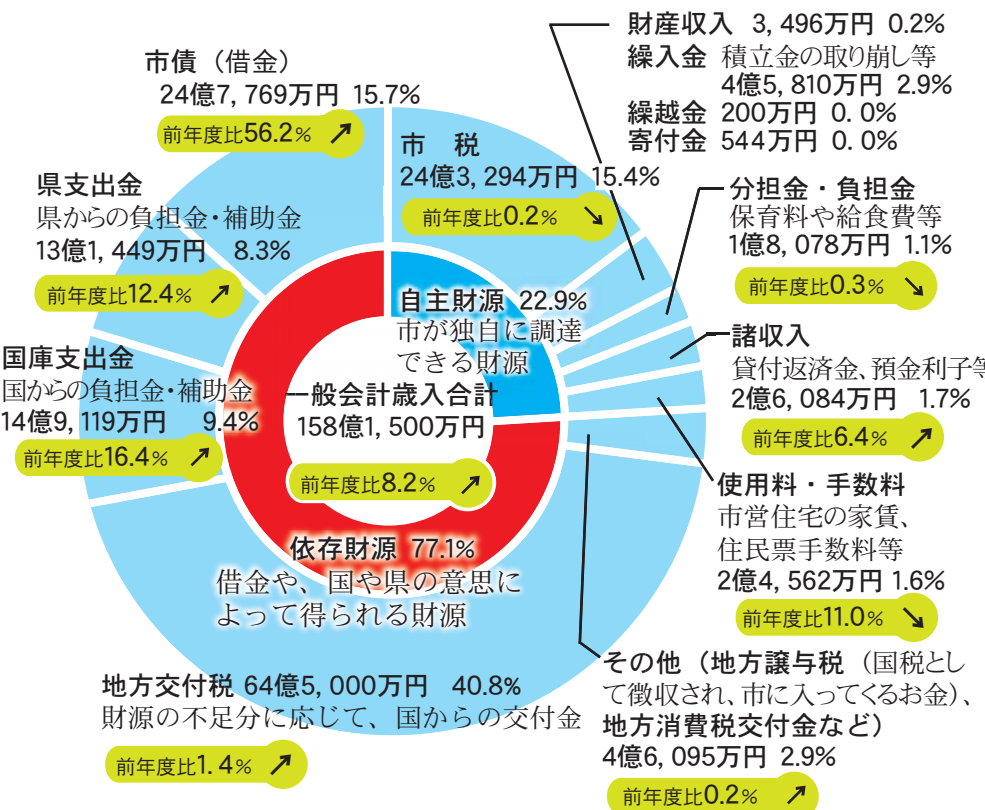 市債（借金）
24億7,769万円 15.7%
前年度比56.2% ↗
県支出金
県からの負担金・補助金
13億1,449万円 8.3%
前年度比12.4% ↗
国庫支出金
国からの負担金・補助金
14億9,119万円 9.4%
前年度比16.4% ↗
地方交付税 64億5,000万円 40.8%
財源の不足分に応じて、国からの交付金
前年度比1.4% ↗
市　税
24億3,294万円 15.4%
前年度比0.2% ↘
自主財源 22.9%
市が独自に調達
できる財源
一般会計歳入合計
158億1,500万円
前年度比8.2% ↗
依存財源 77.1%
借金や、国や県の意思に
よって得られる財源
財産収入 3,496万円 0.2%
繰入金 積立金の取り崩し等
4億5,810万円 2.9%
繰越金 200万円 0.0%
寄付金 544万円 0.0%
分担金・負担金
保育料や給食費等
1億8,078万円 1.1%
前年度比0.3% ↘
諸収入
貸付返済金、預金利子等
2億6,084万円 1.7%
前年度比6.4% ↗
使用料・手数料
市営住宅の家賃、
住民票手数料等
2億4,562万円 1.6%
前年度比11.0% ↘
その他（地方譲与税（国税とし
て徴収され、市に入ってくるお金）、
地方消費税交付金など）
4億6,095万円 2.9%
前年度比0.2% ↗